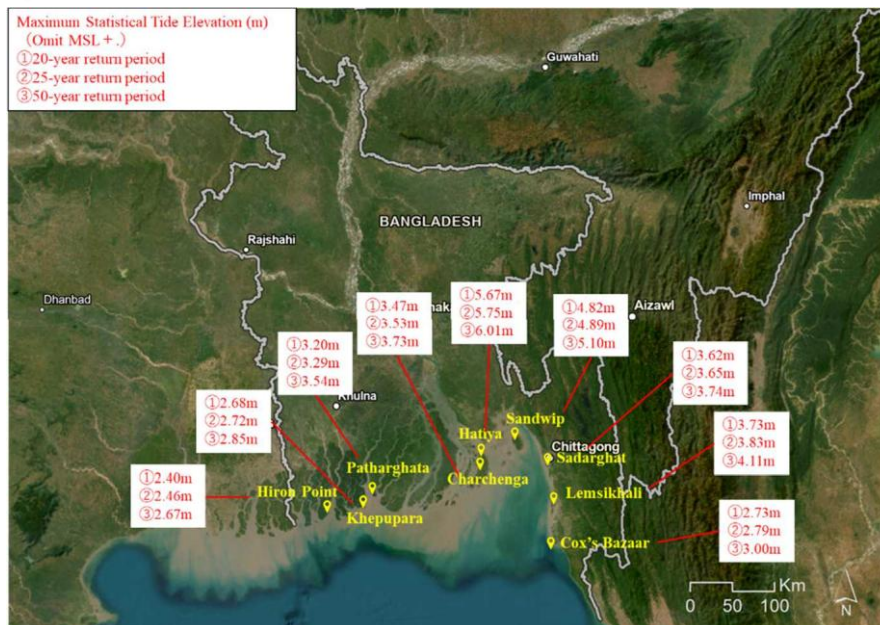 Maximum Statistical Tide Elevation (m)
(Omit MSL + .)
①20-year return period
②25-year return period
③50-year return period
Guwahati
Imphal
BANGLADESH
Rajshahi
Dhanbad
①3.47m
②3.53m
③3.73m
naka
①5.67m
②5.75m
③6.01m
①4.82m
②4.89m
③5.10m
Aizawl
①3.20m
②3.29m
③3.54m
①3.62m
②3.65m
③3.74m
①2.68m
②2.72m
③2.85m
Khulna
Sandwip
Hatiya
Chittagong
Sadarghat
①3.73m
②3.83m
③4.11m
①2.40m
②2.46m
③2.67m
Patharghata
Hiron Point
Khepupara
Charchenga
Lemsikhali
Cox's Bazaar
①2.73m
②2.79m
③3.00m
Km
0 50 100
N